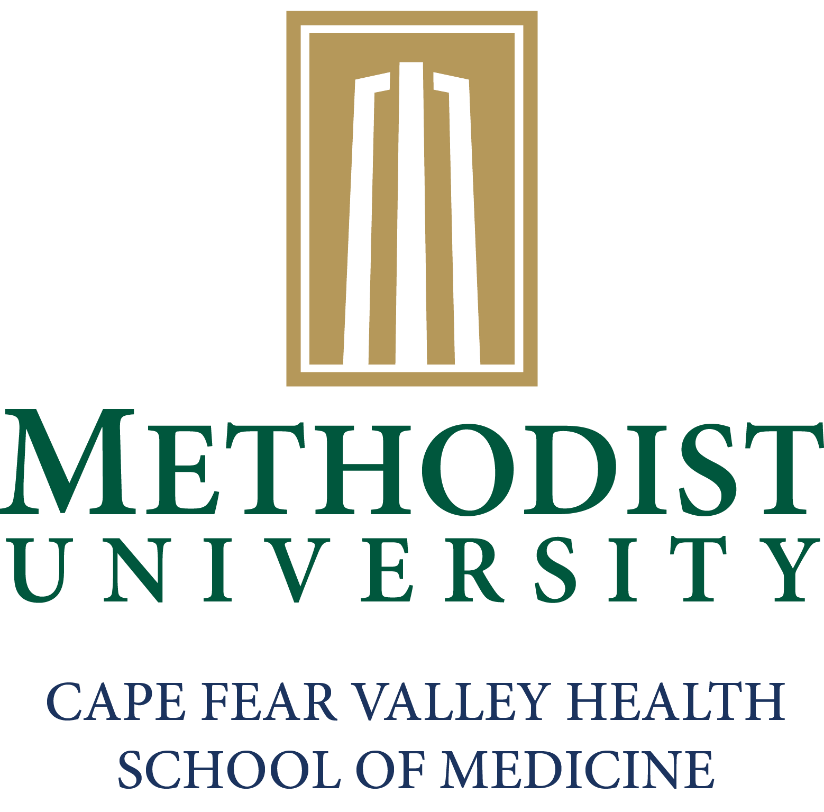 METHODIST
UNIVERSITY
CAPE FEAR VALLEY HEALTH
SCHOOL OF MEDICINE